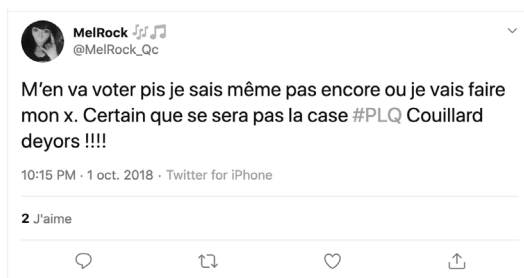 MelRock 🎶🎵
@MelRock_Qc
M'en va voter pis je sais même pas encore ou je vais faire
mon x. Certain que se sera pas la case #PLQ Couillard
deyors !!!!
10:15 PM · 1 oct. 2018 · Twitter for iPhone
2 J'aime